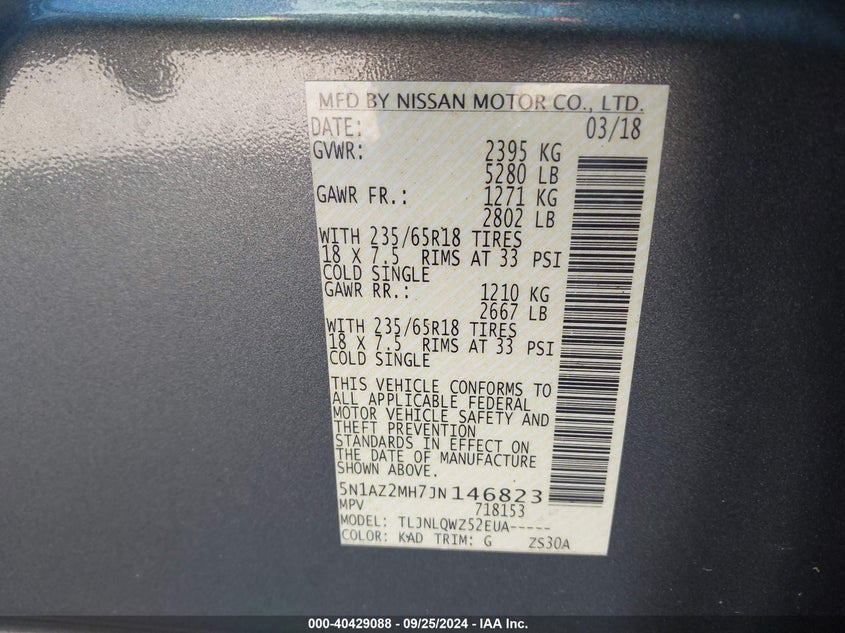 MFD BY NISSAN MOTOR CO., LTD.
DATE: 03/18
GVWR: 2395 KG
5280 LB
GAWR FR.: 1271 KG
2802 LB
WITH 235/65R18 TIRES
18 X 7.5 RIMS AT 33 PSI
COLD SINGLE
GAWR RR.: 1210 KG
2667 LB
WITH 235/65R18 TIRES
18 X 7.5 RIMS AT 33 PSI
COLD SINGLE
THIS VEHICLE CONFORMS TO
ALL APPLICABLE FEDERAL
MOTOR VEHICLE SAFETY AND
THEFT PREVENTION
STANDARDS IN EFFECT ON
THE DATE OF MANUFACTURE
SHOWN ABOVE.
5N1AZ2MH7JN146823
MPV 718153
MODEL: TLJNLQWZ52EUA-----
COLOR: KAD TRIM: G ZS30A
000-40429088 - 09/25/2024 - IAA Inc.